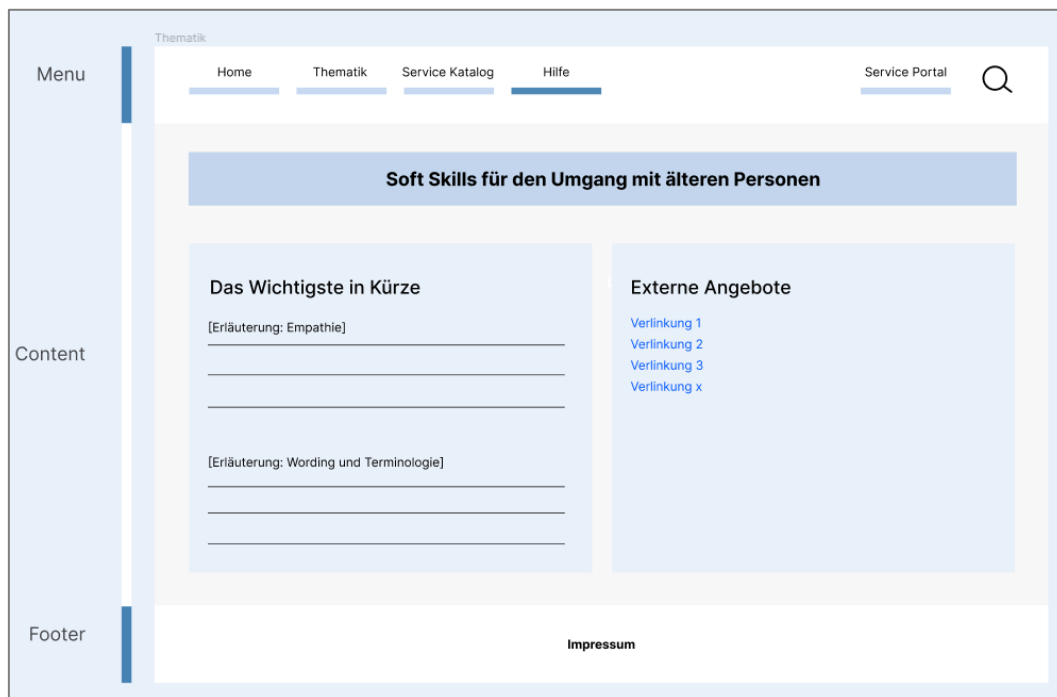 Thematik
Menu
Home
Thematik
Service Katalog
Hilfe
Service Portal
Soft Skills für den Umgang mit älteren Personen
Content
Das Wichtigste in Kürze
[Erläuterung: Empathie]
[Erläuterung: Wording und Terminologie]
Externe Angebote
Verlinkung 1
Verlinkung 2
Verlinkung 3
Verlinkung x
Footer
Impressum